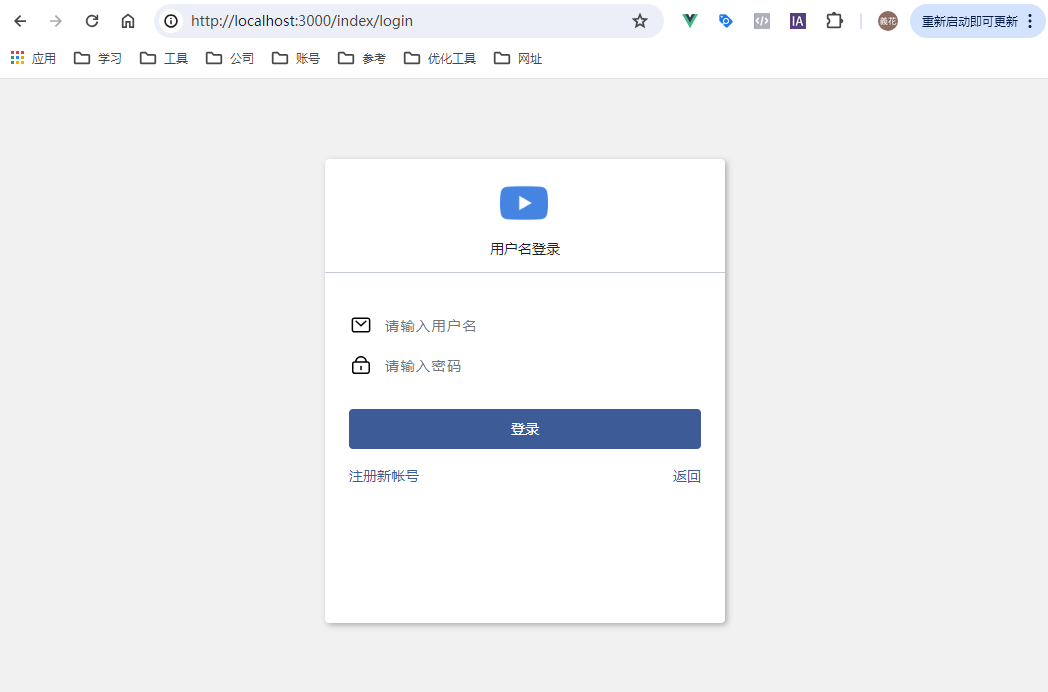 http://localhost:3000/index/login
IA
義花
重新启动即可更新
应用 学习 工具 公司 账号 参考 优化工具 网址
用户名登录
请输入用户名
请输入密码
登录
注册新帐号 返回